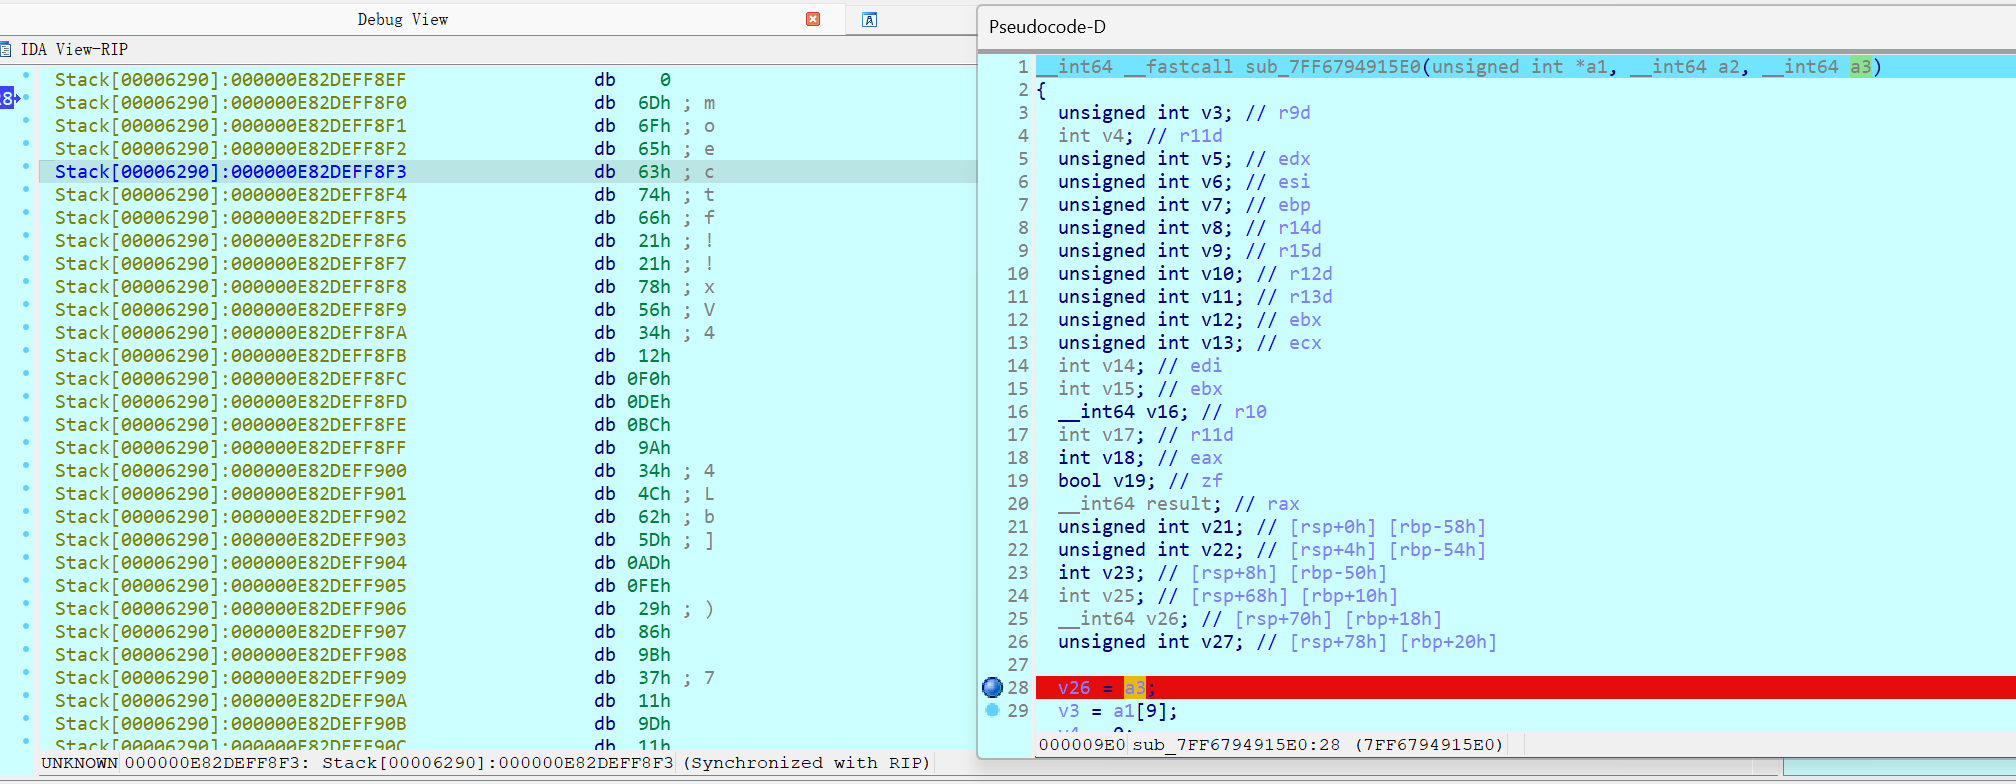 Debug View
IDA View-RIP
Stack[00006290]:000000E82DEFF8EF db 0
Stack[00006290]:000000E82DEFF8F0 db 6Dh ; m
Stack[00006290]:000000E82DEFF8F1 db 6Fh ; o
Stack[00006290]:000000E82DEFF8F2 db 65h ; e
Stack[00006290]:000000E82DEFF8F3 db 63h ; c
Stack[00006290]:000000E82DEFF8F4 db 74h ; t
Stack[00006290]:000000E82DEFF8F5 db 66h ; f
Stack[00006290]:000000E82DEFF8F6 db 21h ; !
Stack[00006290]:000000E82DEFF8F7 db 21h ; !
Stack[00006290]:000000E82DEFF8F8 db 78h ; x
Stack[00006290]:000000E82DEFF8F9 db 56h ; V
Stack[00006290]:000000E82DEFF8FA db 34h ; 4
Stack[00006290]:000000E82DEFF8FB db 12h
Stack[00006290]:000000E82DEFF8FC db 0F0h
Stack[00006290]:000000E82DEFF8FD db 0DEh
Stack[00006290]:000000E82DEFF8FE db 0BCh
Stack[00006290]:000000E82DEFF8FF db 9Ah
Stack[00006290]:000000E82DEFF900 db 34h ; 4
Stack[00006290]:000000E82DEFF901 db 4Ch ; L
Stack[00006290]:000000E82DEFF902 db 62h ; b
Stack[00006290]:000000E82DEFF903 db 5Dh ; ]
Stack[00006290]:000000E82DEFF904 db 0ADh
Stack[00006290]:000000E82DEFF905 db 0FEh
Stack[00006290]:000000E82DEFF906 db 29h ; )
Stack[00006290]:000000E82DEFF907 db 86h
Stack[00006290]:000000E82DEFF908 db 9Bh
Stack[00006290]:000000E82DEFF909 db 37h ; 7
Stack[00006290]:000000E82DEFF90A db 11h
Stack[00006290]:000000E82DEFF90B db 9Dh
Stack[00006290]:000000E82DEFF90C db 11h
UNKNOWN 000000E82DEFF8F3: Stack[00006290]:000000E82DEFF8F3 (Synchronized with RIP)
Pseudocode-D
1 __int64 __fastcall sub_7FF6794915E0(unsigned int *a1, __int64 a2, __int64 a3)
2 {
3 unsigned int v3; // r9d
4 int v4; // r11d
5 unsigned int v5; // edx
6 unsigned int v6; // esi
7 unsigned int v7; // ebp
8 unsigned int v8; // r14d
9 unsigned int v9; // r15d
10 unsigned int v10; // r12d
11 unsigned int v11; // r13d
12 unsigned int v12; // ebx
13 unsigned int v13; // ecx
14 int v14; // edi
15 int v15; // ebx
16 __int64 v16; // r10
17 int v17; // r11d
18 int v18; // eax
19 bool v19; // zf
20 __int64 result; // rax
21 unsigned int v21; // [rsp+0h] [rbp-58h]
22 unsigned int v22; // [rsp+4h] [rbp-54h]
23 int v23; // [rsp+8h] [rbp-50h]
24 int v25; // [rsp+68h] [rbp+10h]
25 __int64 v26; // [rsp+70h] [rbp+18h]
26 unsigned int v27; // [rsp+78h] [rbp+20h]
27
28 v26 = a3;
29 v3 = a1[9];
000009E0 sub_7FF6794915E0:28 (7FF6794915E0)